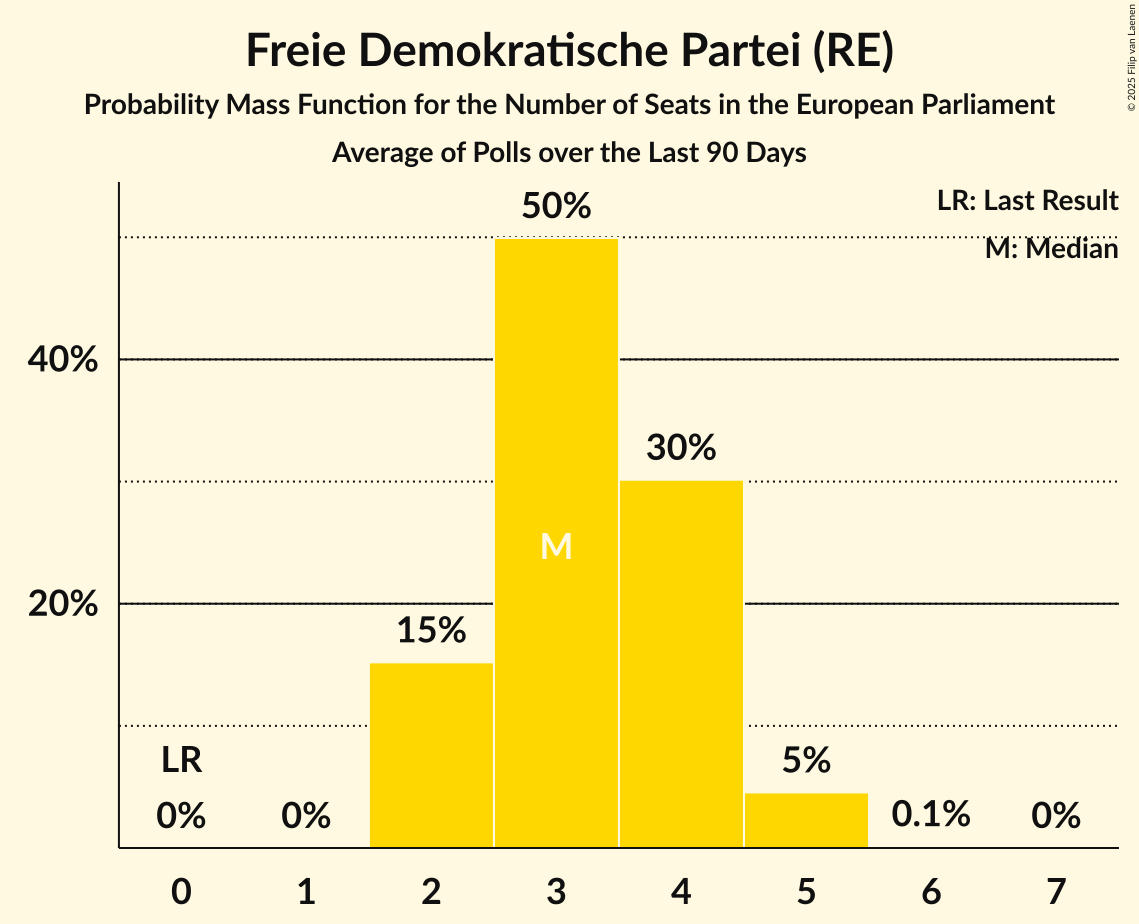 Freie Demokratische Partei (RE)
Probability Mass Function for the Number of Seats in the European Parliament
Average of Polls over the Last 90 Days
© 2025 Filip van Laenen
LR: Last Result
M: Median
50%
40%
30%
M
20%
15%
LR
5%
0%
0%
0.1%
0%
0 1 2 3 4 5 6 7